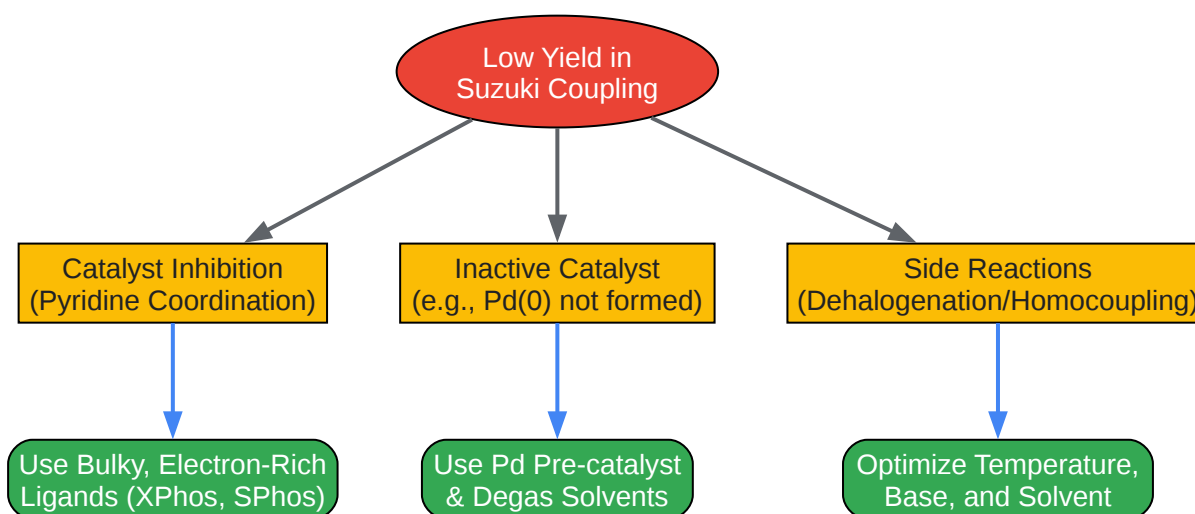 Low Yield in
Suzuki Coupling
Catalyst Inhibition
(Pyridine Coordination)
Inactive Catalyst
(e.g., Pd(0) not formed)
Side Reactions
(Dehalogenation/Homocoupling)
Use Bulky, Electron-Rich
Ligands (XPhos, SPhos)
Use Pd Pre-catalyst
& Degas Solvents
Optimize Temperature,
Base, and Solvent